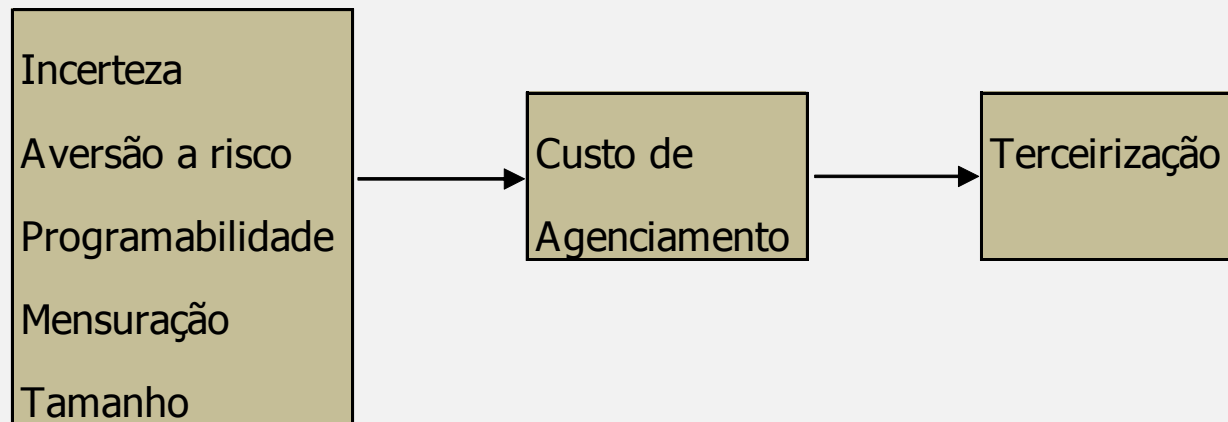 Incerteza
Aversão a risco
Programabilidade
Mensuração
Tamanho
Custo de
Agenciamento
Terceirização